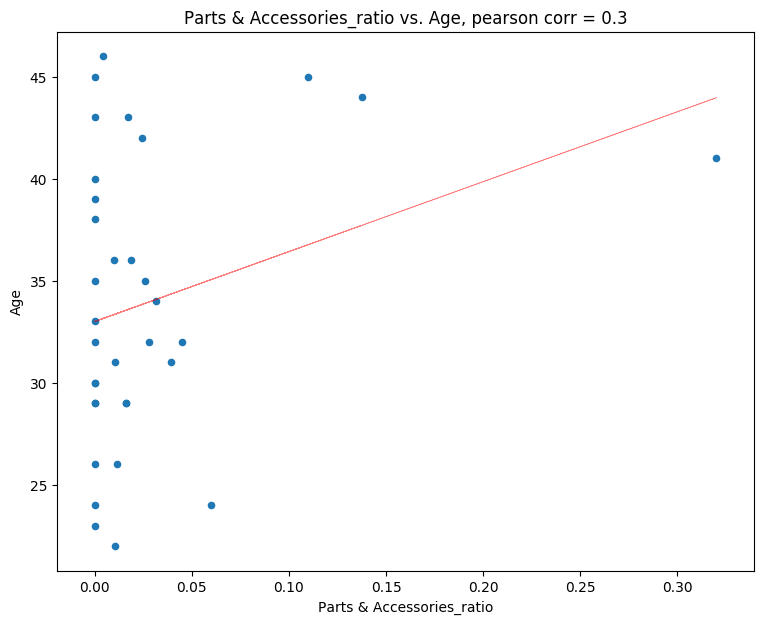 Parts & Accessories_ratio vs. Age, pearson corr = 0.3
45
40
35
30
25
Age
0.00 0.05 0.10 0.15 0.20 0.25 0.30
Parts & Accessories_ratio